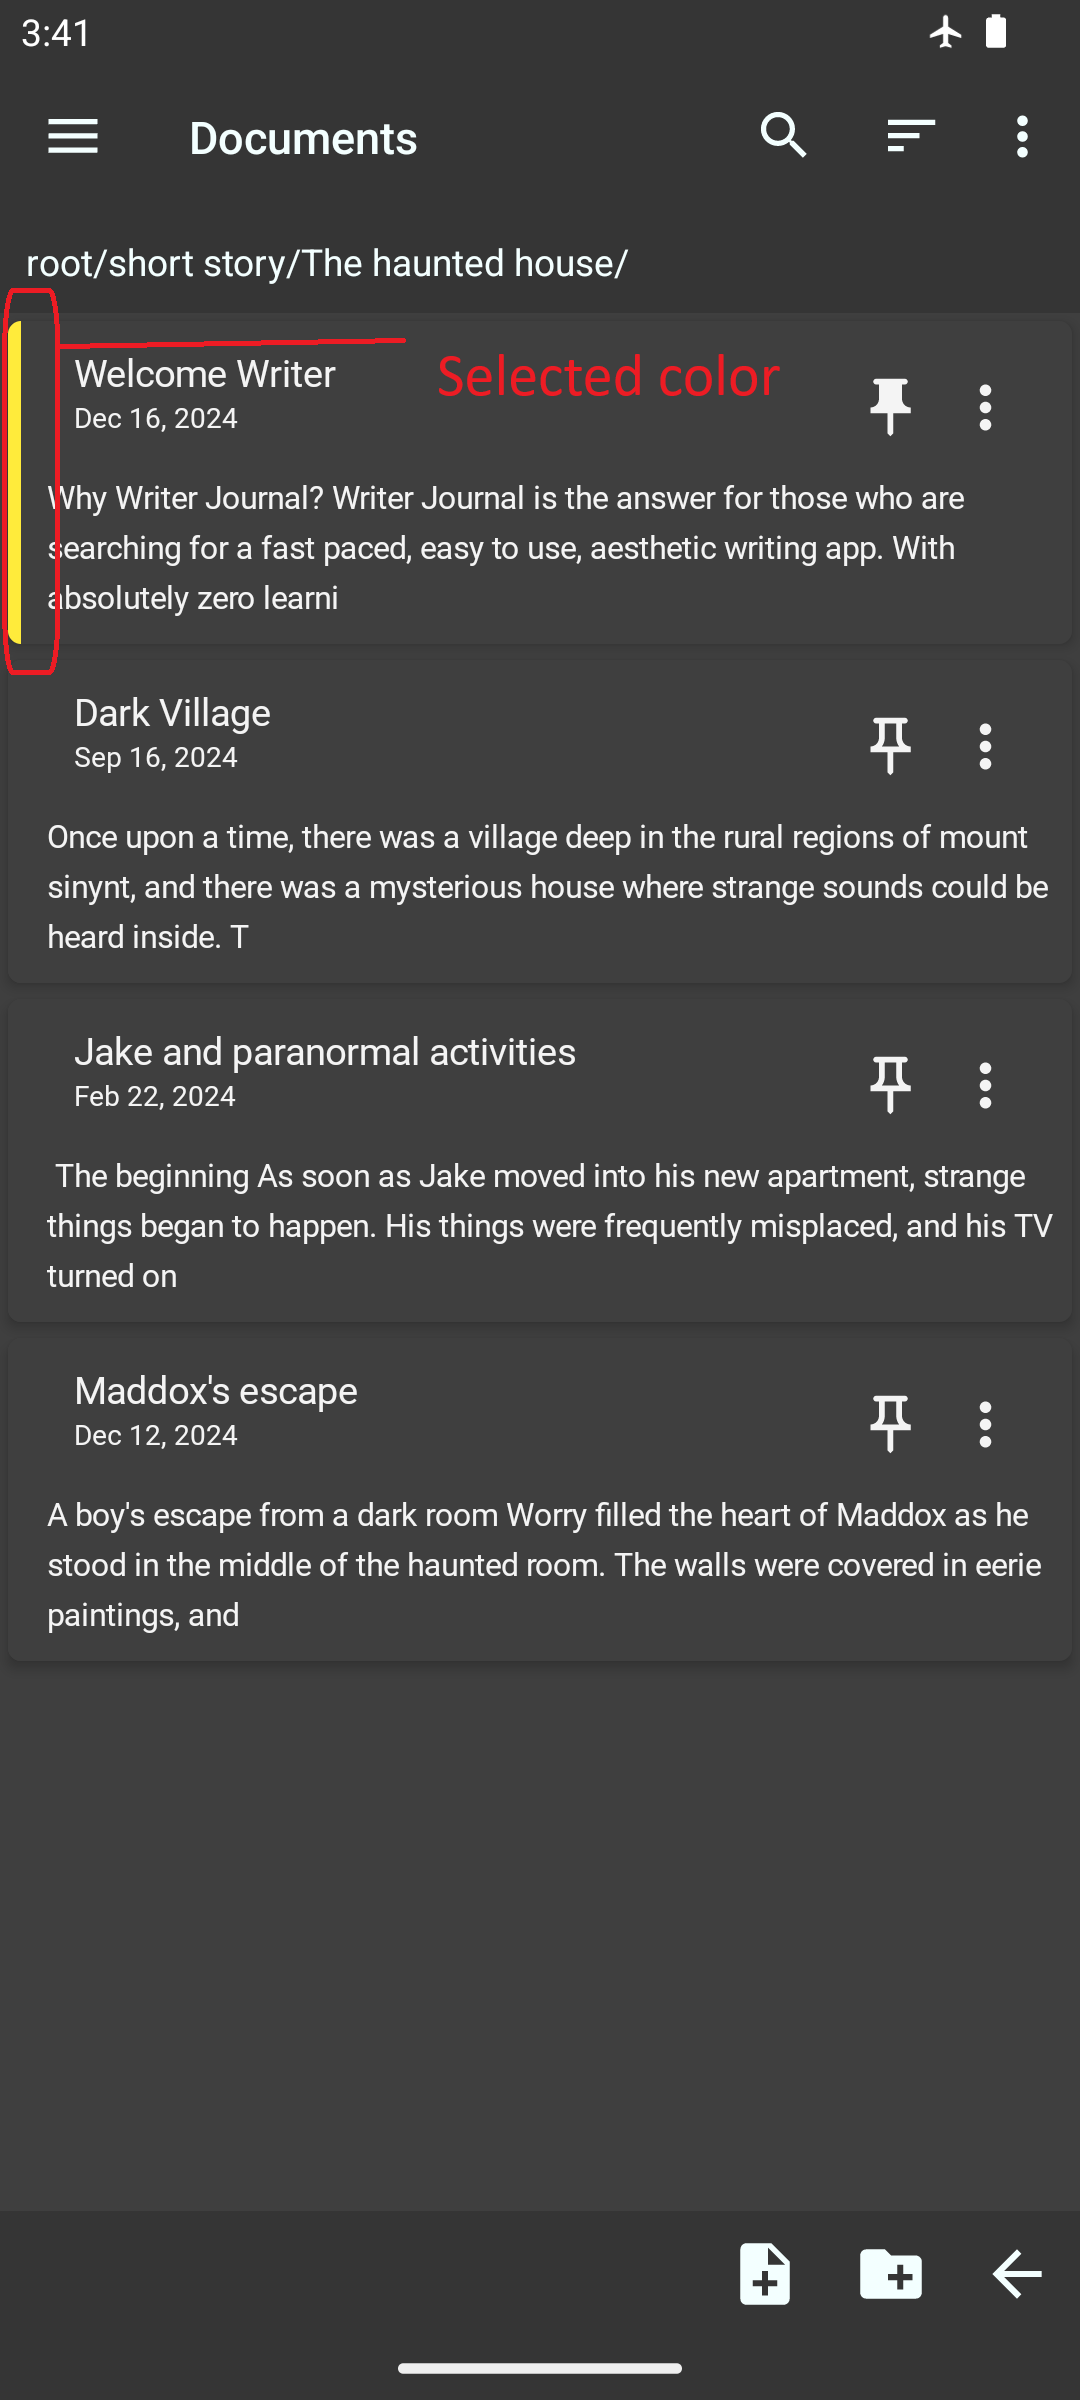 3:41
Documents
root/short story/The haunted house/
Welcome Writer
Selected color
Dec 16, 2024
Why Writer Journal? Writer Journal is the answer for those who are
searching for a fast paced, easy to use, aesthetic writing app. With
absolutely zero learni
Dark Village
Sep 16, 2024
Once upon a time, there was a village deep in the rural regions of mount
sinynt, and there was a mysterious house where strange sounds could be
heard inside. T
Jake and paranormal activities
Feb 22, 2024
The beginning As soon as Jake moved into his new apartment, strange
things began to happen. His things were frequently misplaced, and his TV
turned on
Maddox's escape
Dec 12, 2024
A boy's escape from a dark room Worry filled the heart of Maddox as he
stood in the middle of the haunted room. The walls were covered in eerie
paintings, and